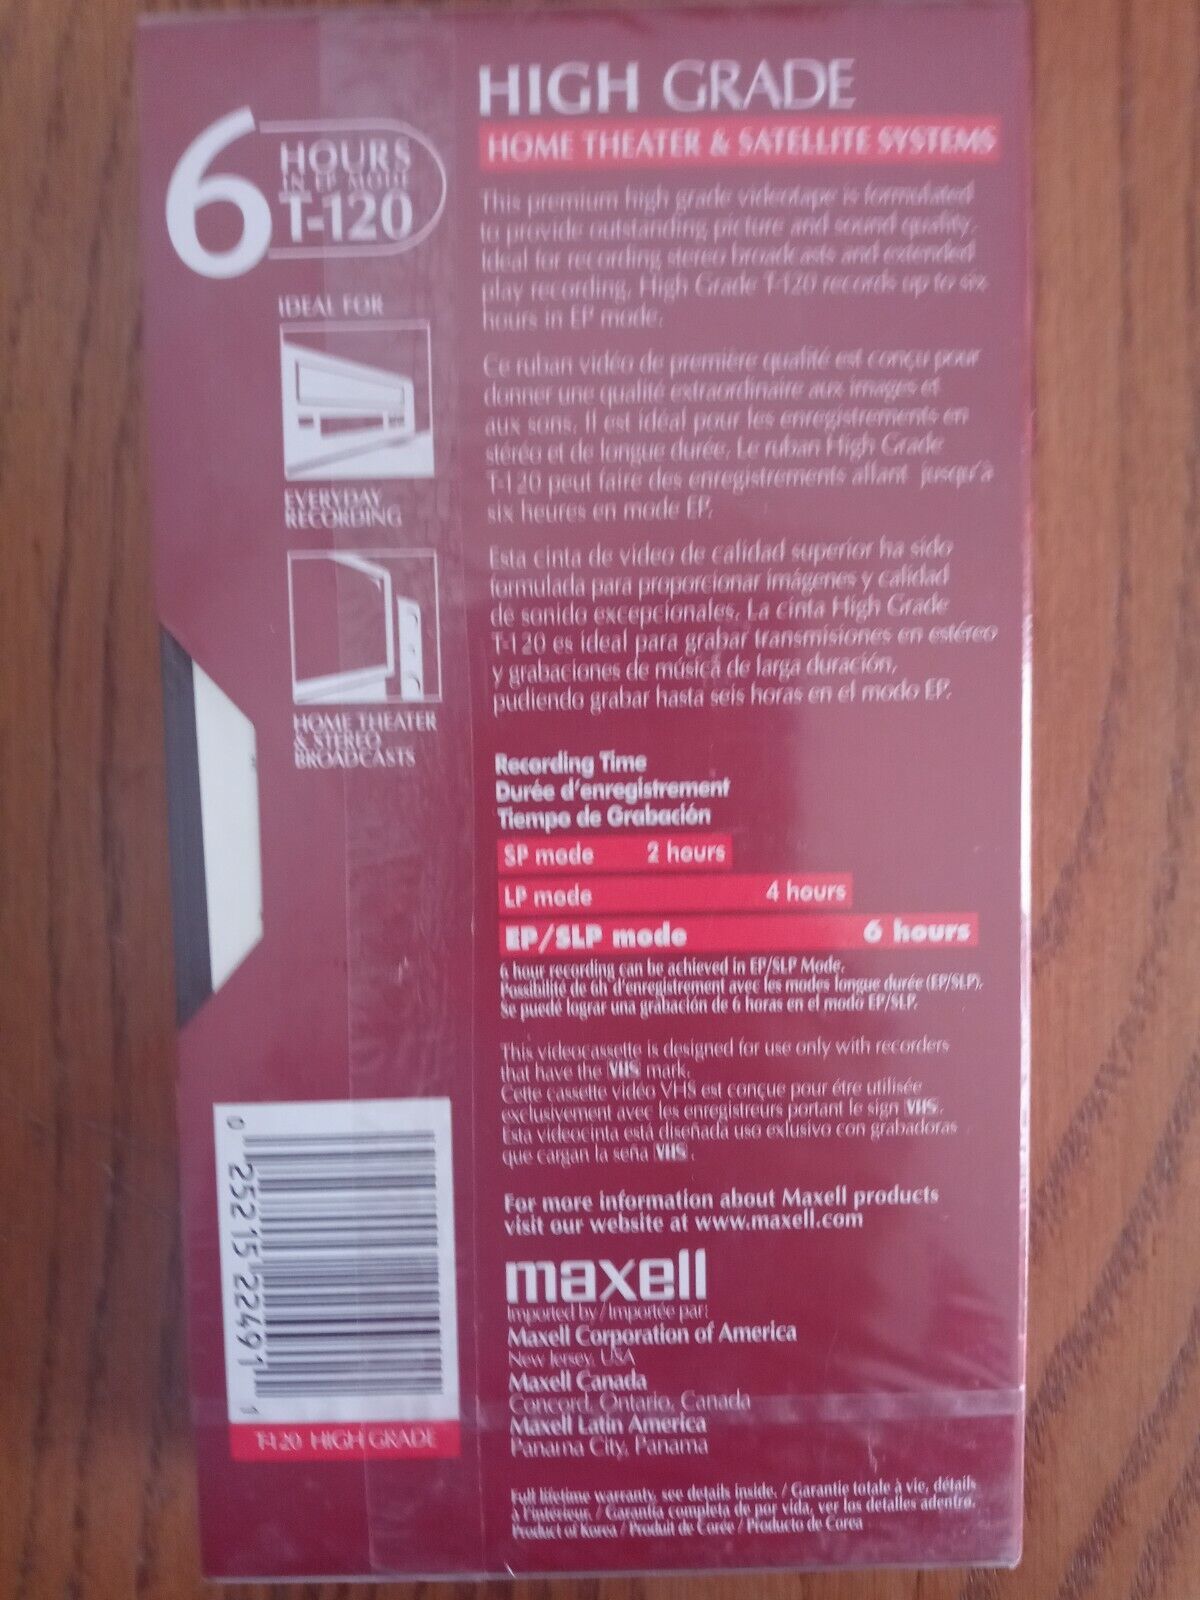 HIGH GRADE
HOME THEATER & SATELLITE SYSTEMS
6
HOURS
IN EP MODE
T-120
IDEAL FOR
EVERYDAY
RECORDING
HOME THEATER
& STEREO
BROADCASTS
This premium high grade videotape is formulated
to provide outstanding picture and sound quality.
Ideal for recording stereo broadcasts and extended
play recording, High Grade T-120 records up to six
hours in EP mode.
Ce ruban vidéo de première qualité est conçu pour
donner une qualité extraordinaire aux images et
aux sons. Il est idéal pour les enregistrements en
stéréo et de longue durée. Le ruban High Grade
T-120 peut faire des enregistrements allant jusqu'à
six heures en mode EP.
Esta cinta de video de calidad superior ha sido
formulada para proporcionar imágenes y calidad
de sonido excepcionales. La cinta High Grade
T-120 es ideal para grabar transmisiones en estéreo
y grabaciones de música de larga duración,
pudiendo grabar hasta seis horas en el modo EP.
Recording Time
Durée d'enregistrement
Tiempo de Grabación
SP mode 2 hours
LP mode 4 hours
EP/SLP mode 6 hours
6 hour recording can be achieved in EP/SLP Mode.
Possibilité de 6h d'enregistrement avec les modes longue durée (EP/SLP).
Se puede lograr una grabación de 6 horas en el modo EP/SLP.
This videocassette is designed for use only with recorders
that have the VHS mark.
Cette cassette vidéo VHS est conçue pour être utilisée
exclusivement avec les enregistreurs portant le sign VHS.
Esta videocinta está diseñada uso exlusivo con grabadoras
que cargan la seña VHS.
For more information about Maxell products
visit our website at www.maxell.com
maxell
Imported by / Importée par:
Maxell Corporation of America
New Jersey, USA
Maxell Canada
Concord, Ontario, Canada
Maxell Latin America
Panama City, Panama
Full lifetime warranty, see details inside. / Garantie totale à vie, détails
à l'interieur. / Garantía completa de por vida, ver los detalles adentro.
Product of Korea / Produit de Corée / Producto de Corea
0 25215 22491 1
T-120 HIGH GRADE